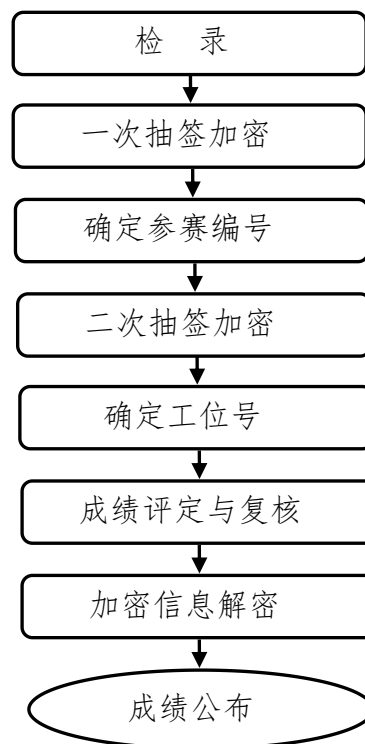 检 录
一次抽签加密
确定参赛编号
二次抽签加密
确定工位号
成绩评定与复核
加密信息解密
成绩公布